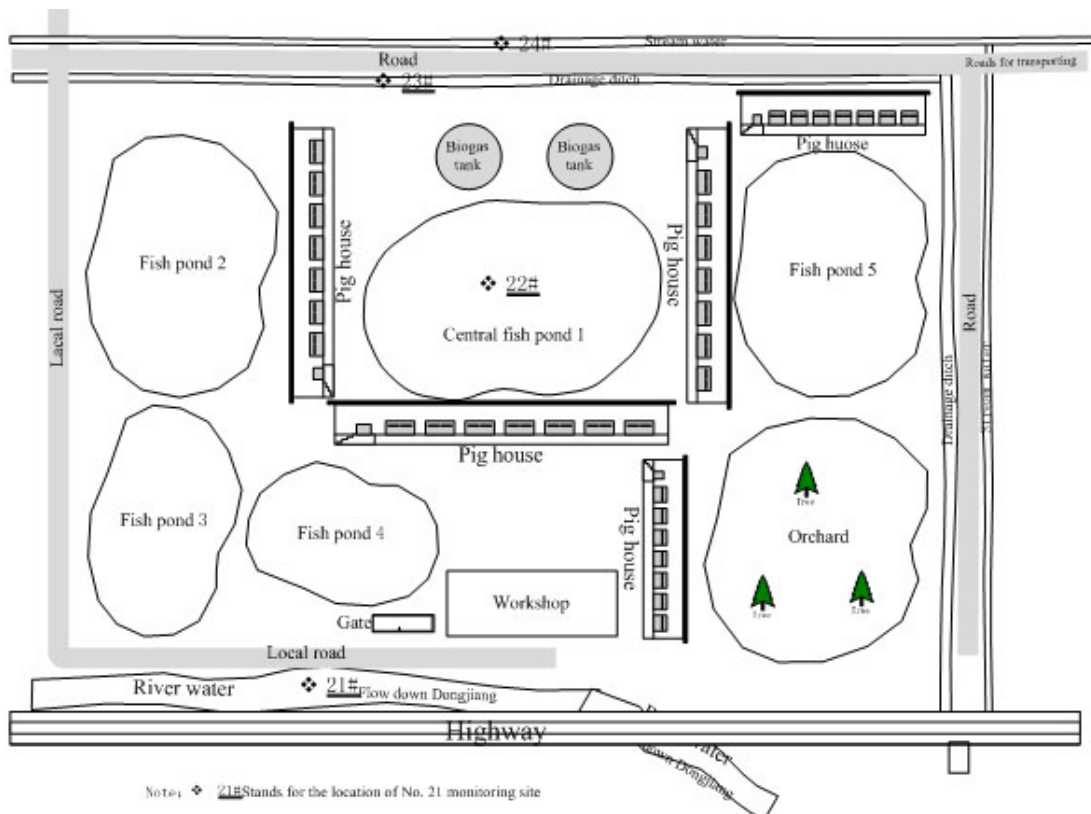 24#
Stream water
Road
Roads for transporting
23#
Drainage ditch
Pig huose
Biogas
tank
Biogas
tank
Pig house
Pig house
Fish pond 2
Fish pond 5
22#
Central fish pond 1
Lacal road
Road
Drainage ditch
Stream water
Pig house
Fish pond 3
Fish pond 4
Pig house
Tree
Orchard
Workshop
Tree
Tree
Gate
Local road
River water
21#
Flow down Dongjiang
Highway
water
down Dongjiang
Note: 21#Stands for the location of No. 21 monitoring site